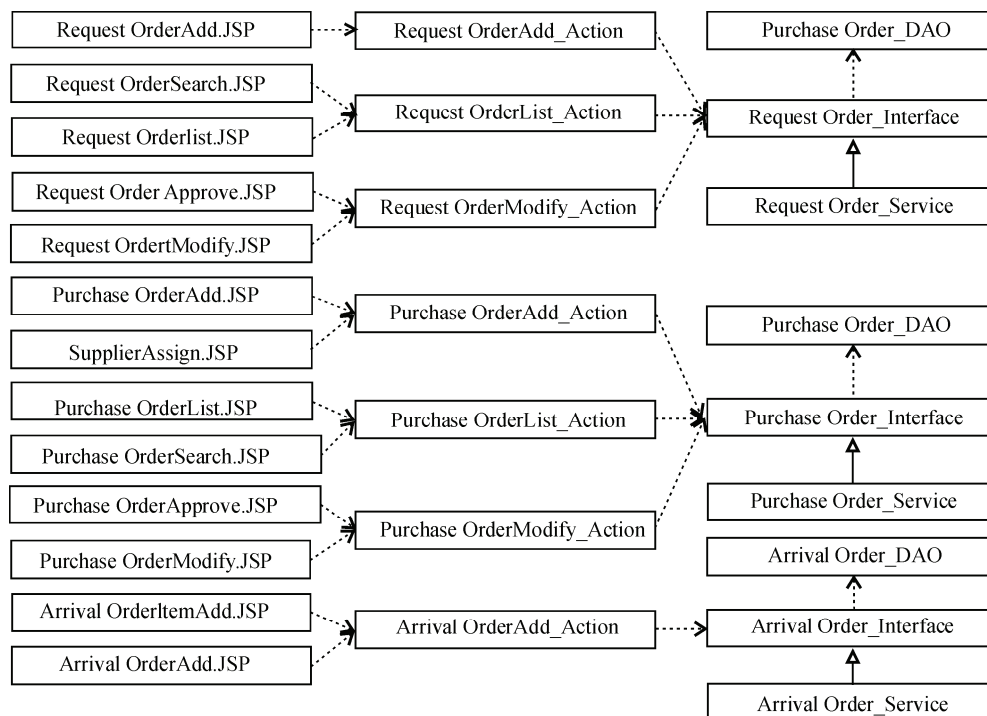 Request OrderAdd.JSP
Request OrderAdd_Action
Purchase Order_DAO
Request OrderSearch.JSP
Request OrderList_Action
Request Order_Interface
Request Orderlist.JSP
Request Order Approve.JSP
Request OrderModify_Action
Request Order_Service
Request OrdertModify.JSP
Purchase OrderAdd.JSP
Purchase OrderAdd_Action
Purchase Order_DAO
SupplierAssign.JSP
Purchase OrderList.JSP
Purchase OrderList_Action
Purchase Order_Interface
Purchase OrderSearch.JSP
Purchase OrderApprove.JSP
Purchase OrderModify_Action
Purchase Order_Service
Purchase OrderModify.JSP
Arrival Order_DAO
Arrival OrderItemAdd.JSP
Arrival OrderAdd_Action
Arrival Order_Interface
Arrival OrderAdd.JSP
Arrival Order_Service